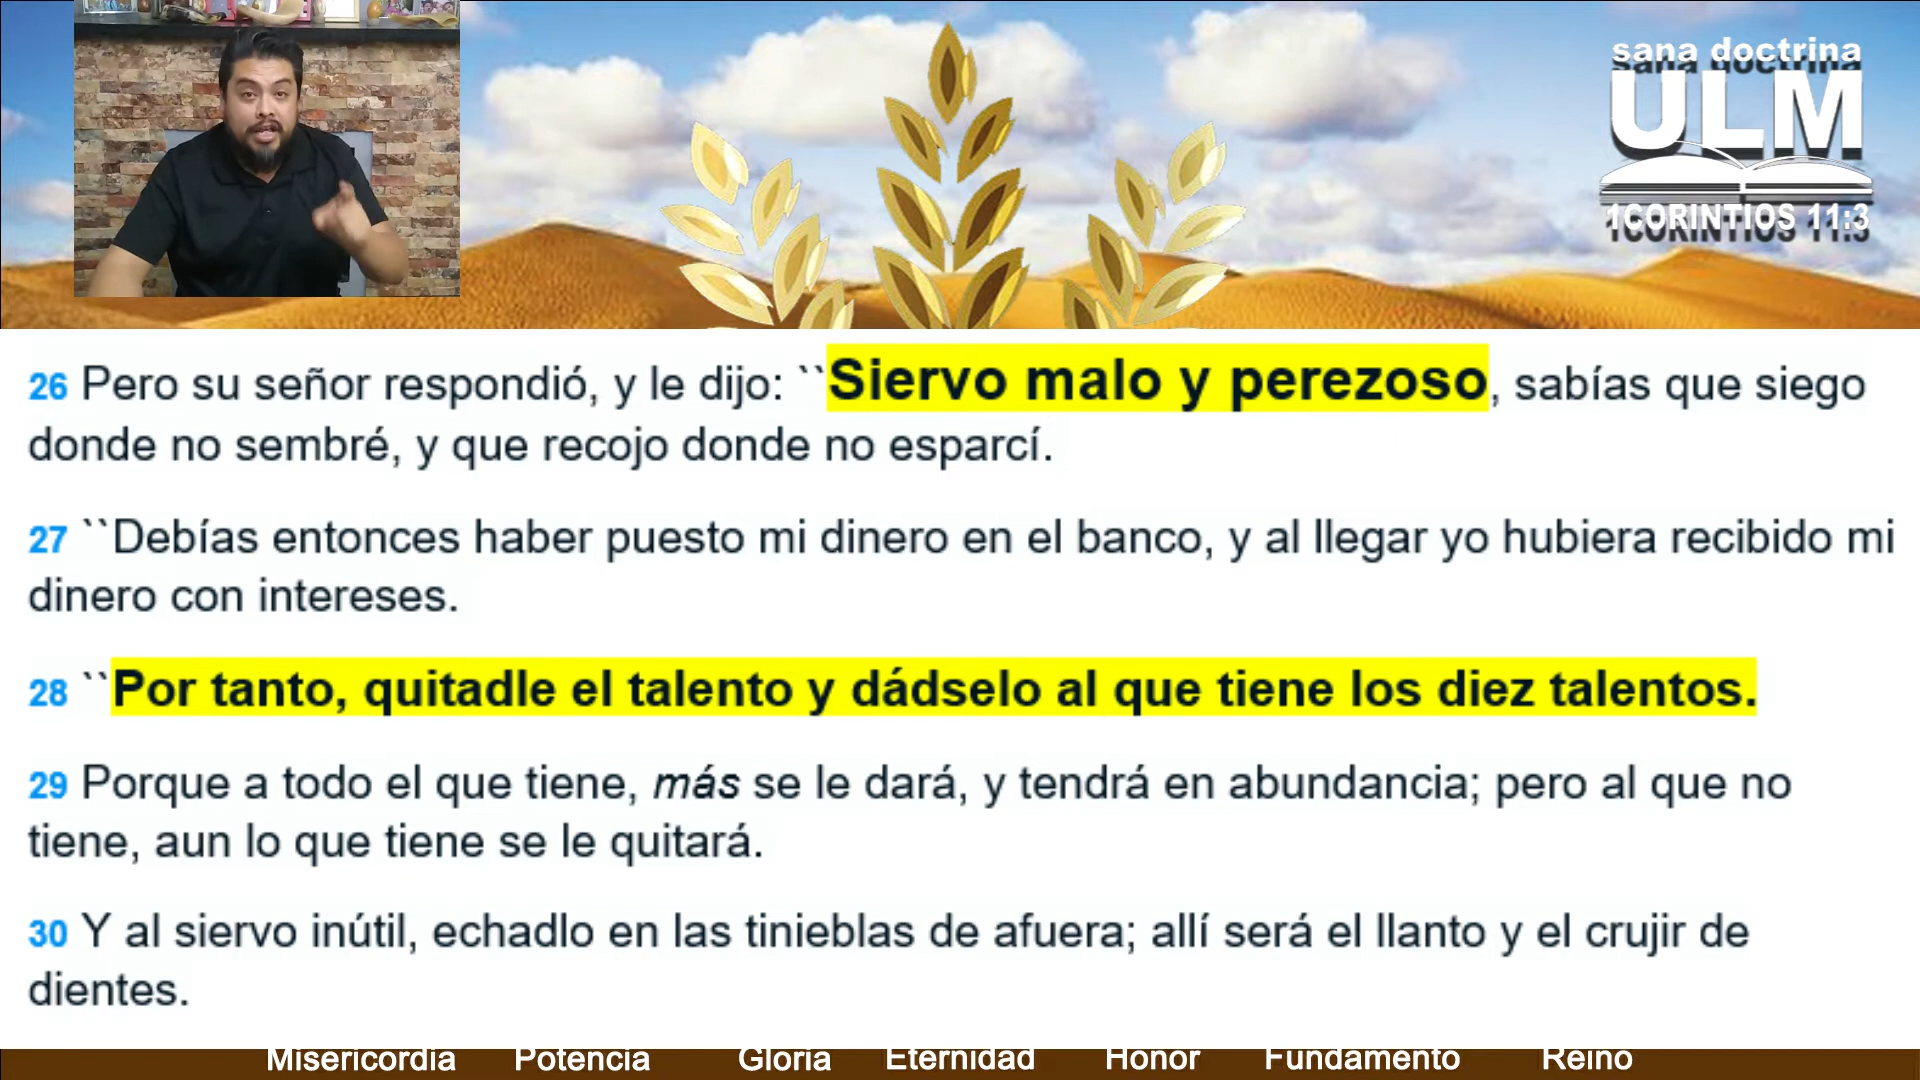 sana doctrina
ULM
1CORINTIOS 11:3
26 Pero su señor respondió, y le dijo: ``Siervo malo y perezoso, sabías que siego
donde no sembré, y que recojo donde no esparcí.
27 ``Debías entonces haber puesto mi dinero en el banco, y al llegar yo hubiera recibido mi
dinero con intereses.
28 ``Por tanto, quitadle el talento y dádselo al que tiene los diez talentos.
29 Porque a todo el que tiene, más se le dará, y tendrá en abundancia; pero al que no
tiene, aun lo que tiene se le quitará.
30 Y al siervo inútil, echadlo en las tinieblas de afuera; allí será el llanto y el crujir de
dientes.
Misericordia Potencia Gloria Eternidad Honor Fundamento Reino